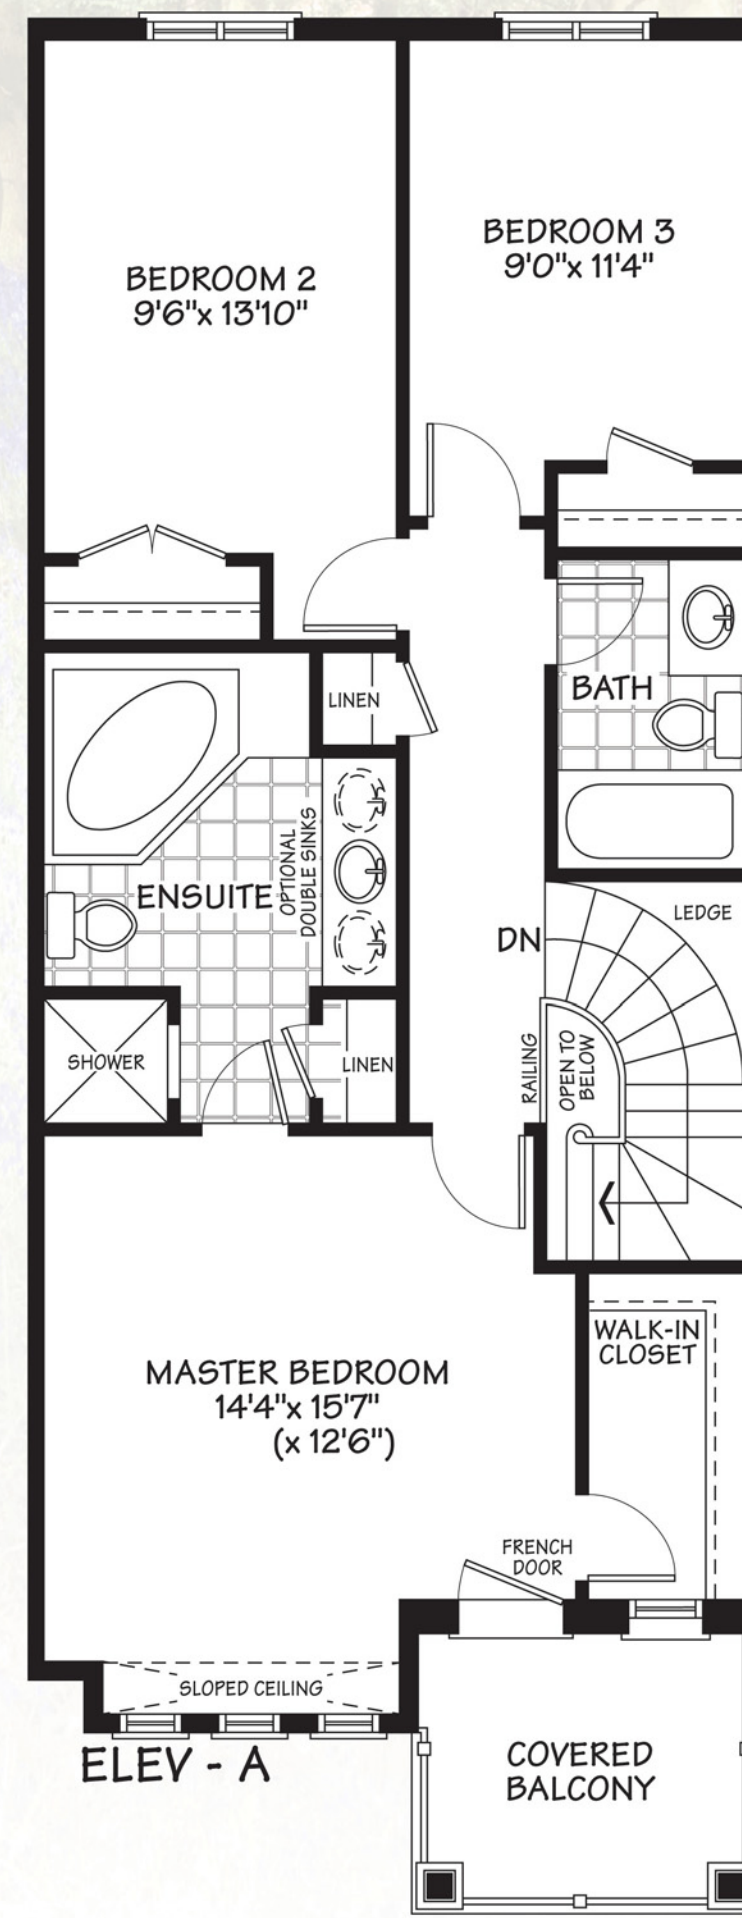 BEDROOM 2
9'6"x 13'10"
BEDROOM 3
9'0"x 11'4"
LINEN
BATH
ENSUITE
OPTIONAL
DOUBLE SINKS
DN
LEDGE
SHOWER
LINEN
RAILING
OPEN TO
BELOW
WALK-IN
CLOSET
MASTER BEDROOM
14'4"x 15'7"
(x 12'6")
FRENCH
DOOR
SLOPED CEILING
ELEV - A
COVERED
BALCONY